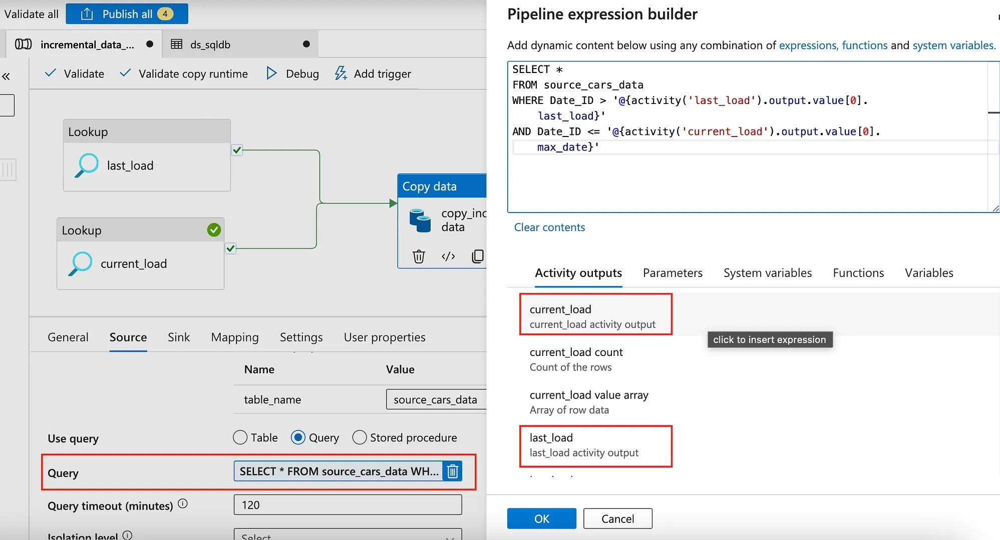 Validate all
Publish all 4
incremental_data_...
ds_sqldb
«
Validate
Validate copy runtime
Debug
Add trigger
Lookup
last_load
Lookup
current_load
Copy data
copy_inc
data
</>
General
Source
Sink
Mapping
Settings
User properties
Name
Value
table_name
source_cars_data
Use query
Table
Query
Stored procedure
Query
SELECT * FROM source_cars_data WH...
Query timeout (minutes)
120
Isolation level
Select
Pipeline expression builder
Add dynamic content below using any combination of expressions, functions and system variables.
SELECT *
FROM source_cars_data
WHERE Date_ID > '@{activity('last_load').output.value[0].
last_load}'
AND Date_ID <= '@{activity('current_load').output.value[0].
max_date}'
Clear contents
Activity outputs
Parameters
System variables
Functions
Variables
current_load
current_load activity output
click to insert expression
current_load count
Count of the rows
current_load value array
Array of row data
last_load
last_load activity output
OK
Cancel